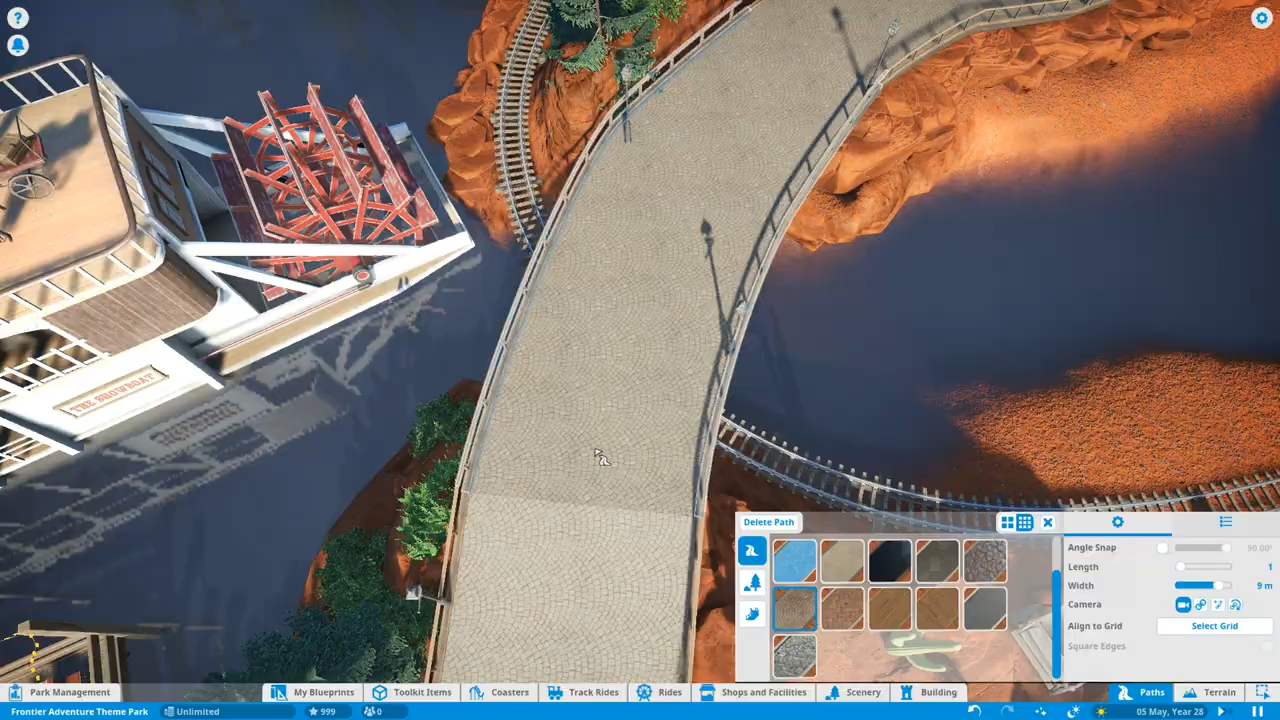 ?
THE SHOWBOAT
Delete Path
Angle Snap
90.00°
Length
1
Width
9 m
Camera
Align to Grid
Select Grid
Square Edges
Park Management
My Blueprints
Toolkit Items
Coasters
Track Rides
Rides
Shops and Facilities
Scenery
Building
Paths
Terrain
Frontier Adventure Theme Park
Unlimited
999
0
05 May, Year 28